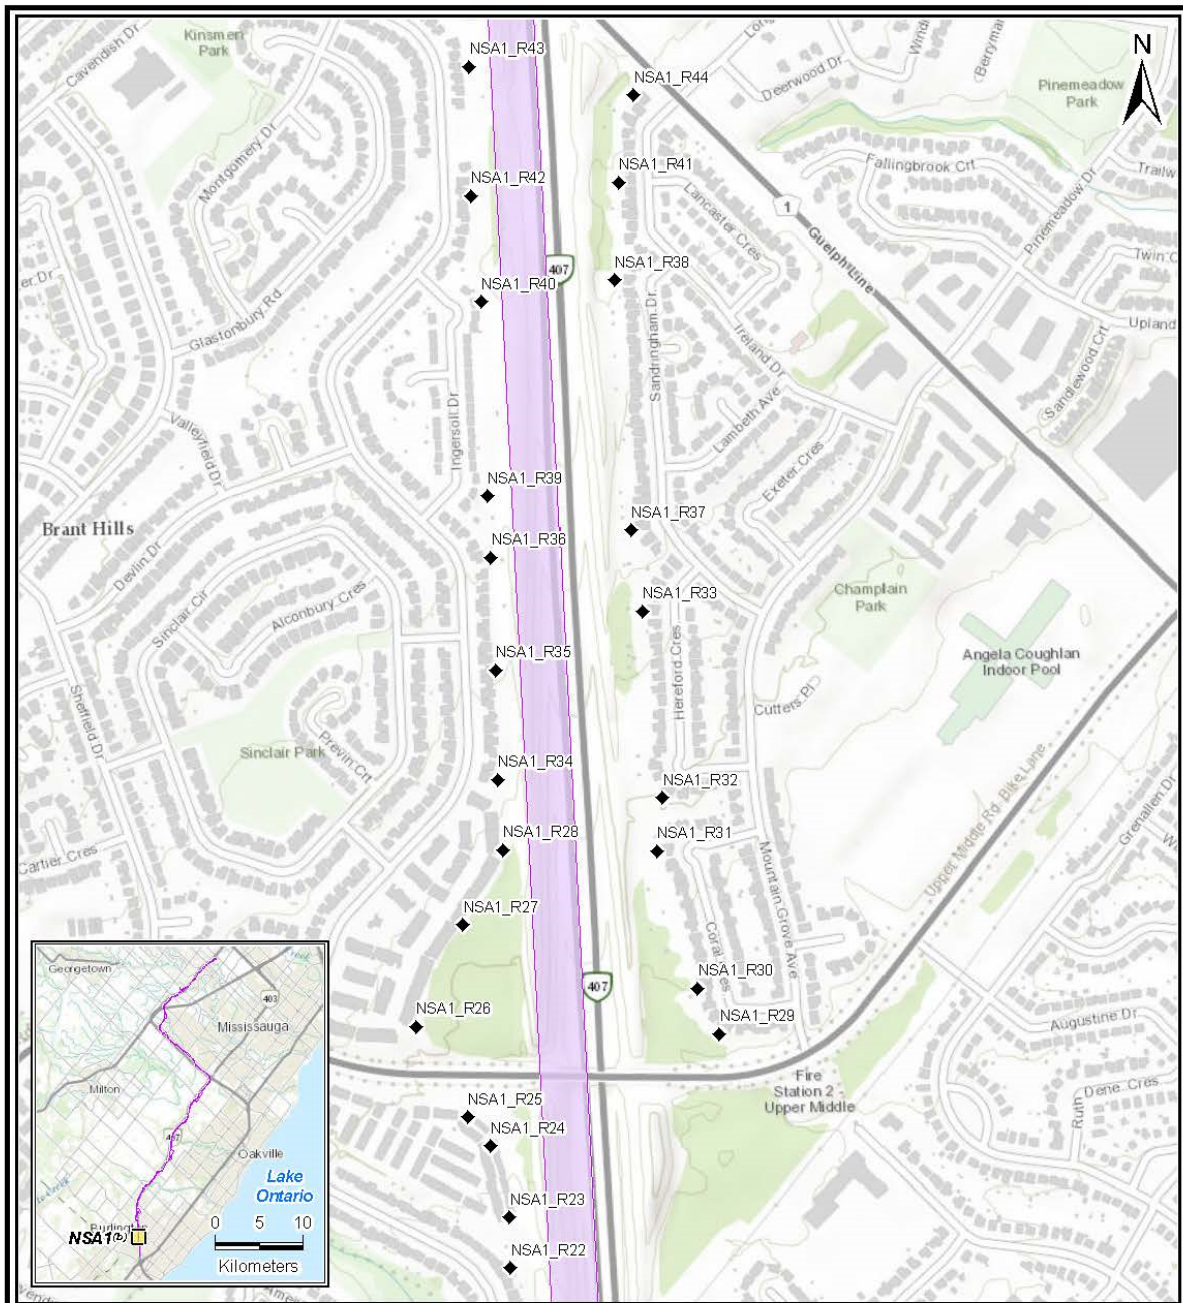 Kinsmen
Park
Cavendish Dr
NSA1_R43
N
NSA1_R44
Deerwood Dr
Pinemeadow
Park
Montgomery Dr
NSA1_R42
NSA1_R41
Fallingbrook Crt
Lancaster Cres
Pinemeadow Dr
1
Guelph Line
407
NSA1_R38
NSA1_R40
Glastonbury Rd
Sandringham Dr
Ireland Dr
Upland
Sandlewood Crt
Lambeth Ave
Ingersoll Dr
Valleyfield Dr
Exeter Cres
NSA1_R39
NSA1_R37
Brant Hills
NSA1_R36
Devlin Dr
Sinclair Cir
Alconbury Cres
NSA1_R33
Champlain
Park
Hereford Cres
Angela Coughlan
Indoor Pool
NSA1_R35
Sheffield Dr
Cutters Pl
Sinclair Park
Previn Crt
NSA1_R34
NSA1_R32
Upper Middle Rd. Bike Lane
Grenallen Dr
NSA1_R28
NSA1_R31
Cartier Cres
Mountain Grove Ave
NSA1_R27
Coral Cres
NSA1_R30
407
NSA1_R26
NSA1_R29
Augustine Dr
Fire
Station 2 -
Upper Middle
Dene Cres
Ruth
NSA1_R25
NSA1_R24
NSA1_R23
NSA1_R22
Georgetown
403
Mississauga
Milton
407
Oakville
Lake
Ontario
Burlington
NSA1(b)
0 5 10
Kilometers